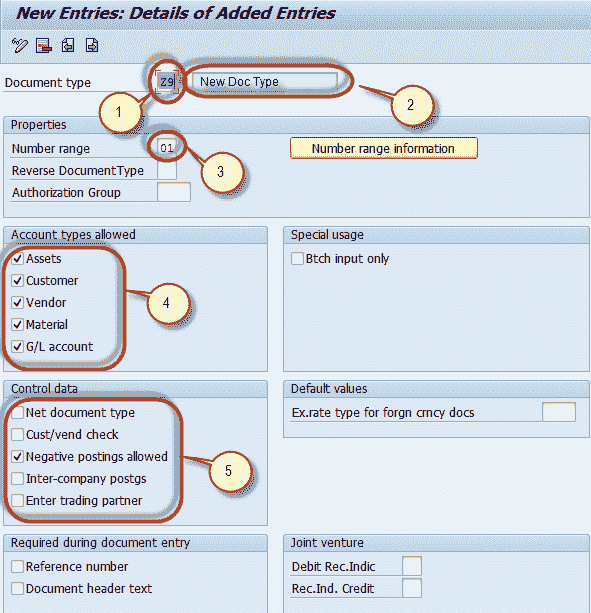 New Entries: Details of Added Entries
Document type Z9 New Doc Type
1
2
Properties
Number range 01 Number range information
3
Reverse DocumentType
Authorization Group
Account types allowed Special usage
Assets Btch input only
Customer
Vendor
4
Material
G/L account
Control data Default values
Net document type Ex.rate type for forgn crncy docs
Cust/vend check
Negative postings allowed
5
Inter-company postgs
Enter trading partner
Required during document entry Joint venture
Reference number Debit Rec.Indic
Document header text Rec.Ind. Credit